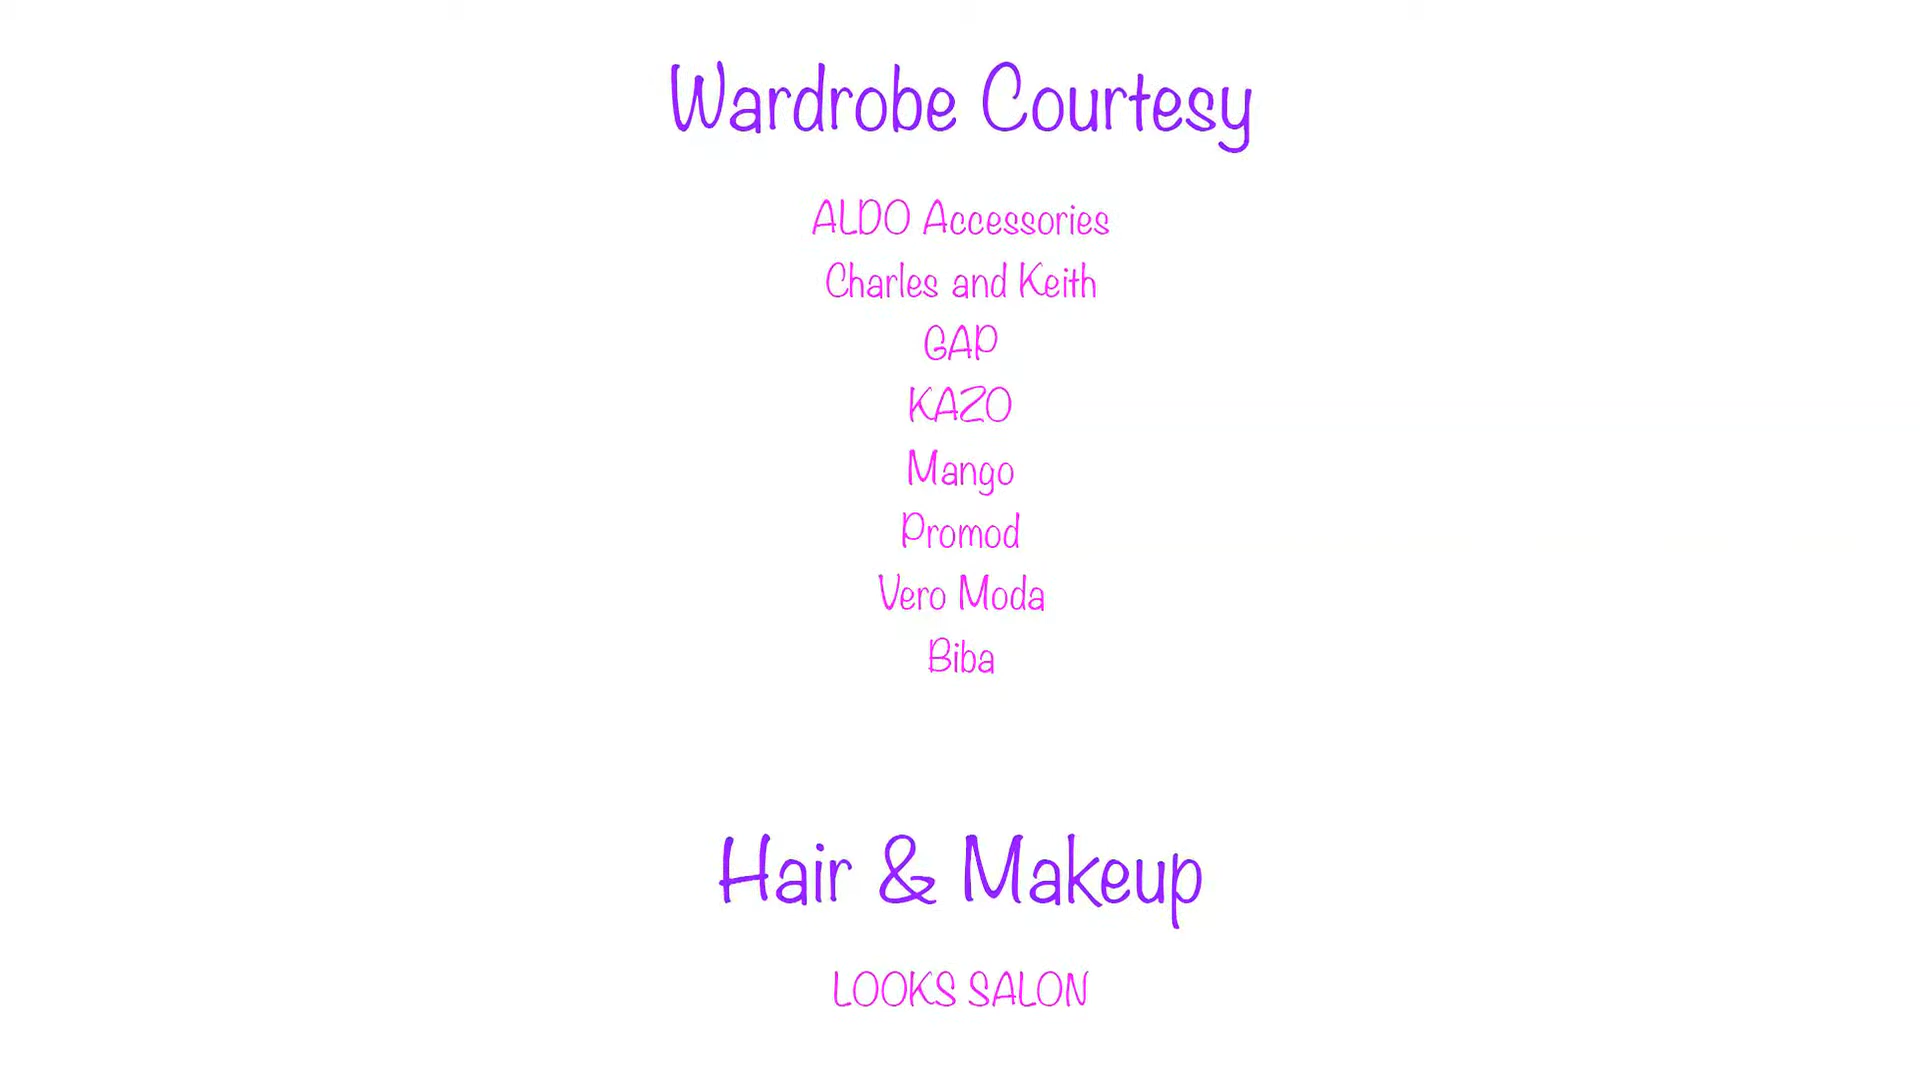 Wardrobe Courtesy
ALDO Accessories
Charles and Keith
GAP
KAZO
Mango
Promod
Vero Moda
Biba
Hair & Makeup
LOOKS SALON